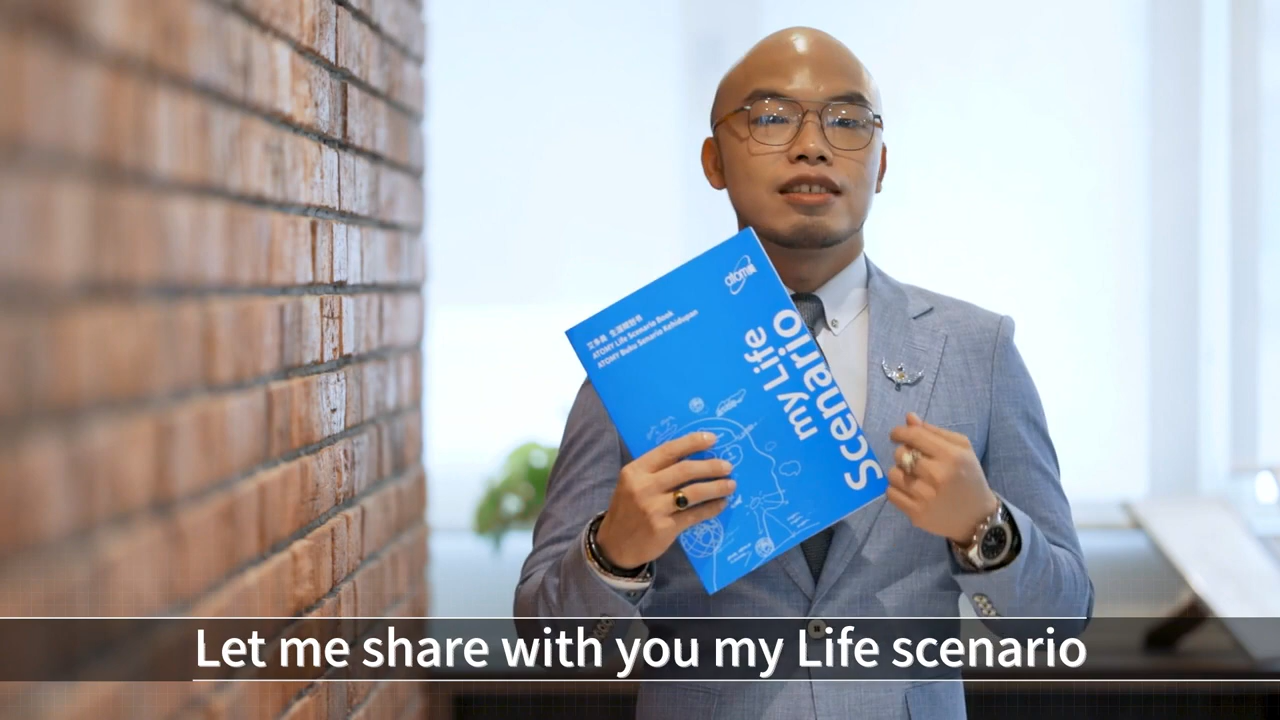 atom
艾多美 生涯规划书
ATOMY Life Scenario Book
ATOMY Buku Senario Kehidupan
my Life
Scenario
Let me share with you my Life scenario